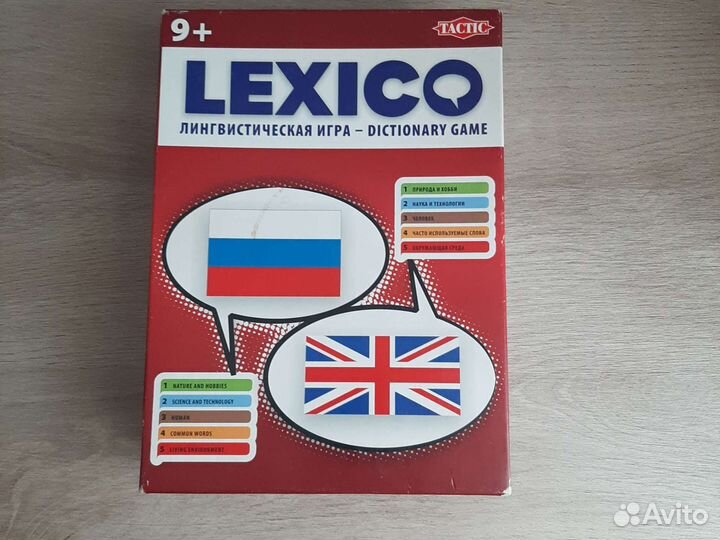 9+
TACTIC
LEXICO
ЛИНГВИСТИЧЕСКАЯ ИГРА – DICTIONARY GAME
1 ПРИРОДА И ХОББИ
2 НАУКА И ТЕХНОЛОГИИ
3 ЧЕЛОВЕК
4 ЧАСТО ИСПОЛЬЗУЕМЫЕ СЛОВА
5 ОКРУЖАЮЩАЯ СРЕДА
1 NATURE AND HOBBIES
2 SCIENCE AND TECHNOLOGY
3 HUMAN
4 COMMON WORDS
5 LIVING ENVIRONMENT
Avito